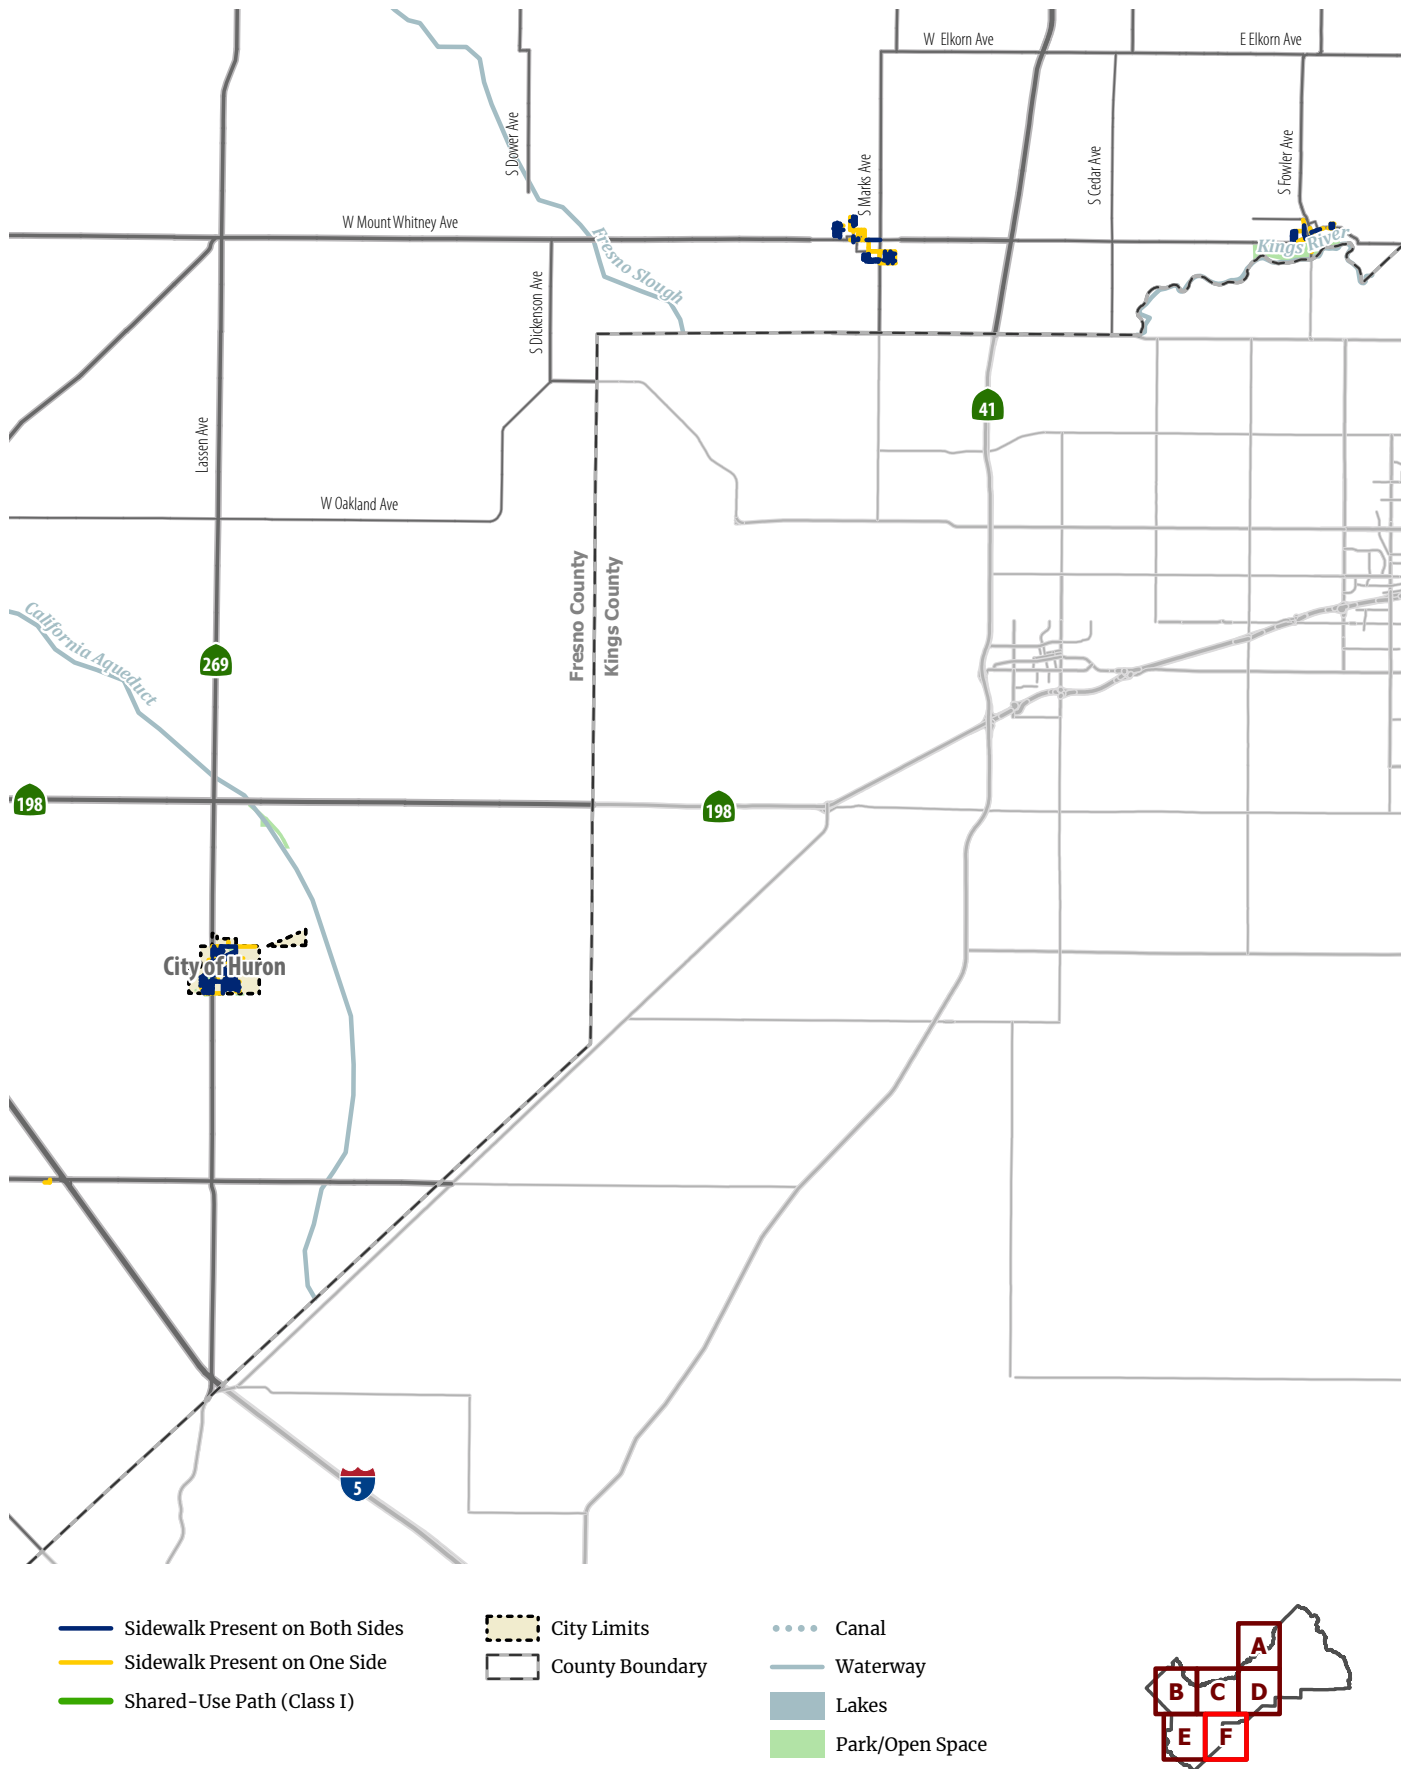 W Elkorn Ave
E Elkorn Ave
S Dower Ave
S Marks Ave
S Cedar Ave
S Fowler Ave
W Mount Whitney Ave
Fresno Slough
Kings River
S Dickenson Ave
41
Lassen Ave
W Oakland Ave
Fresno County
Kings County
California Aqueduct
269
198
198
City of Huron
5
Sidewalk Present on Both Sides
Sidewalk Present on One Side
Shared-Use Path (Class I)
City Limits
County Boundary
Canal
Waterway
Lakes
Park/Open Space
A
B
C
D
E
F